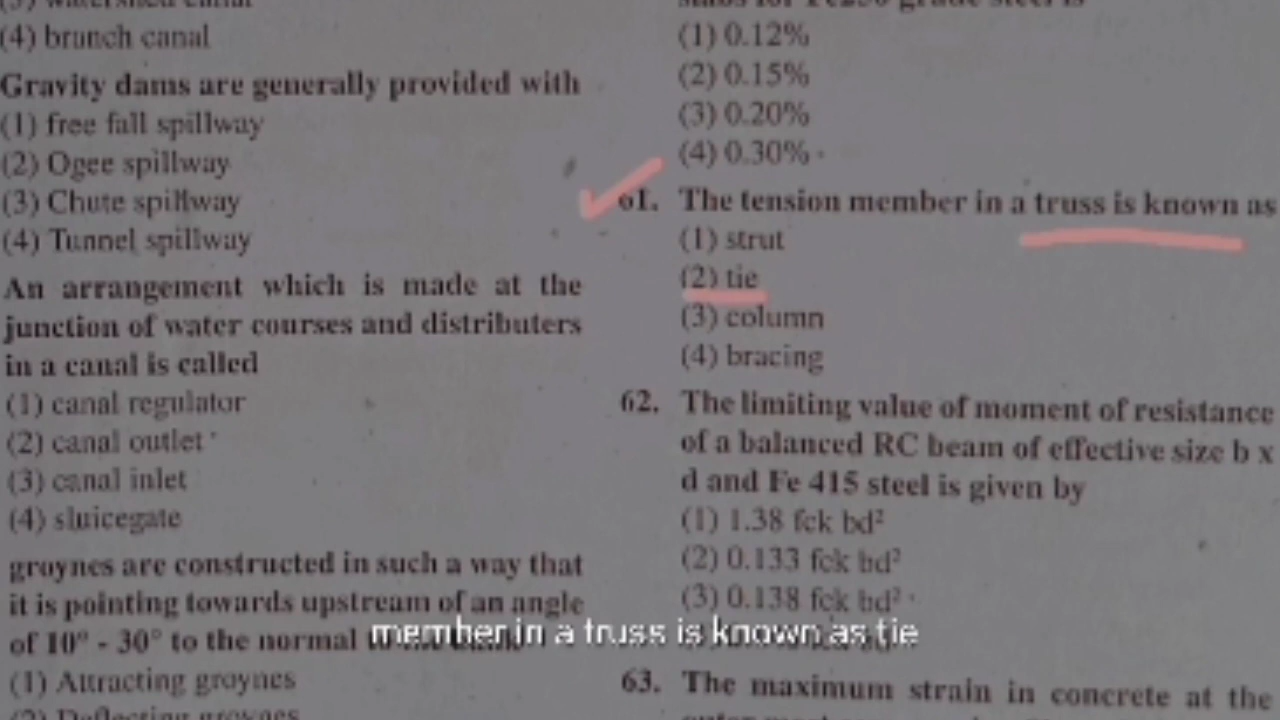 (4) branch canal
Gravity dams are generally provided with
(1) free fall spillway
(2) Ogee spillway
(3) Chute spillway
(4) Tunnel spillway
An arrangement which is made at the
junction of water courses and distributers
in a canal is called
(1) canal regulator
(2) canal outlet
(3) canal inlet
(4) sluicegate
groynes are constructed in such a way that
it is pointing towards upstream of an angle
of 10° - 30° to the normal
(1) Attracting groynes
(2) Deflecting groynes
(1) 0.12%
(2) 0.15%
(3) 0.20%
(4) 0.30%
61. The tension member in a truss is known as
(1) strut
(2) tie
(3) column
(4) bracing
62. The limiting value of moment of resistance
of a balanced RC beam of effective size b x
d and Fe 415 steel is given by
(1) 1.38 fck bd²
(2) 0.133 fck bd²
(3) 0.138 fck bd²
member in a truss is known as tie
63. The maximum strain in concrete at the